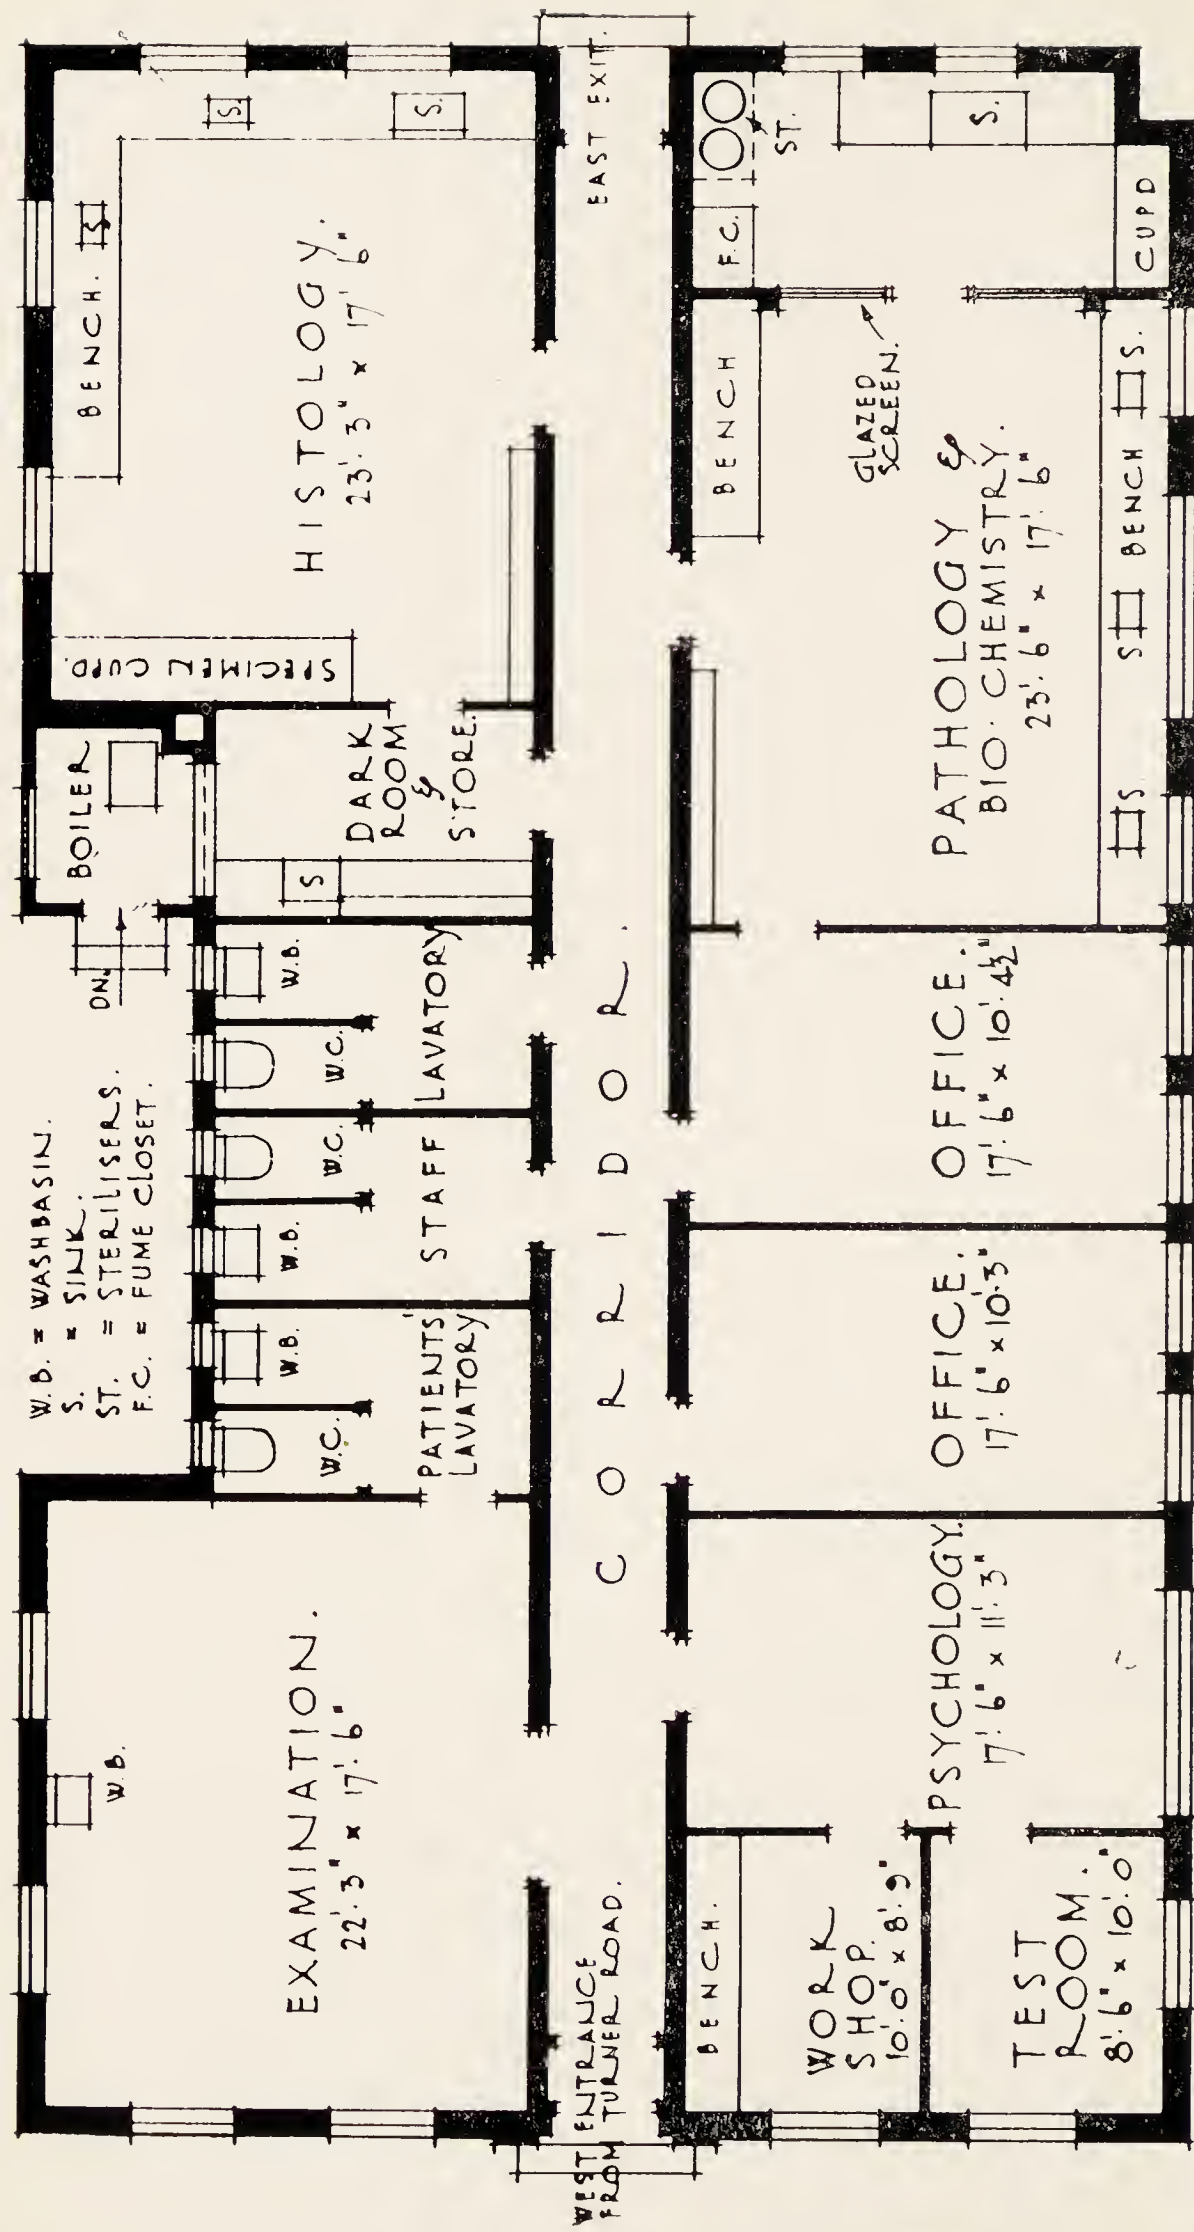 W.B. = WASHBASIN.
S. = SINK.
ST. = STERILISERS.
F.C. = FUME CLOSET.
DN.
BOILER
W.B.
EXAMINATION.
22'.3" x 17'.6"
W.C.
W.B.
PATIENTS'
LAVATORY
W.B.
W.C.
W.C.
W.B.
STAFF LAVATORY
S
DARK
ROOM
&
STORE.
SPECIMEN CUPD.
BENCH. S.
S.
S.
HISTOLOGY.
23'.3" x 17'.6"
WEST ENTRANCE
FROM TURNER ROAD.
CORRIDOR.
EAST EXIT.
BENCH.
WORK
SHOP.
10'.0" x 8'.9"
TEST
ROOM.
8'.6" x 10'.0"
PSYCHOLOGY.
17'.6" x 11'.3"
OFFICE.
17'.6" x 10'.3"
OFFICE.
17'.6" x 10'.4½"
PATHOLOGY &
BIO.CHEMISTRY.
23'.6" x 17'.6"
BENCH
GLAZED
SCREEN.
S
S
BENCH
S.
F.C.
ST.
S.
CUPD